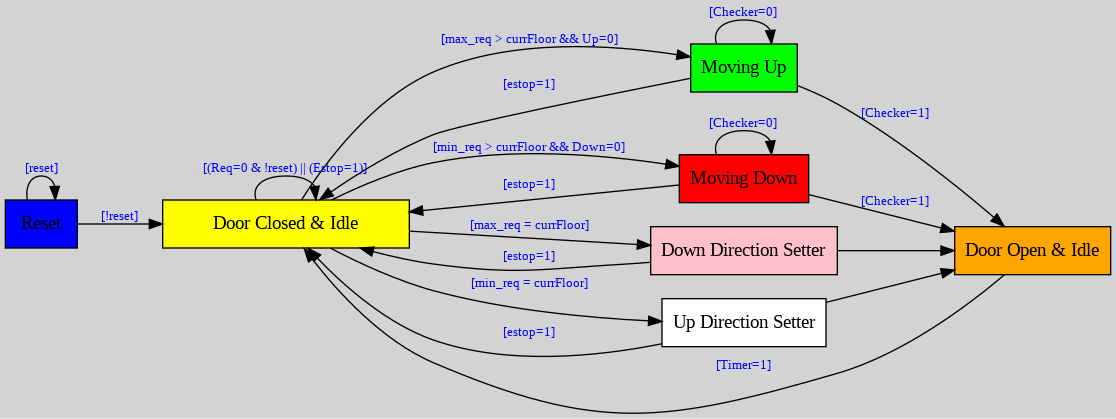 [Checker=0]
[max_req > currFloor && Up=0]
Moving Up
[estop=1]
[Checker=1]
[Checker=0]
[min_req > currFloor && Down=0]
[reset]
[(Req=0 & !reset) || (Estop=1)]
Moving Down
[estop=1]
[Checker=1]
[!reset]
Reset
Door Closed & Idle
[max_req = currFloor]
Down Direction Setter
Door Open & Idle
[estop=1]
[min_req = currFloor]
Up Direction Setter
[estop=1]
[Timer=1]